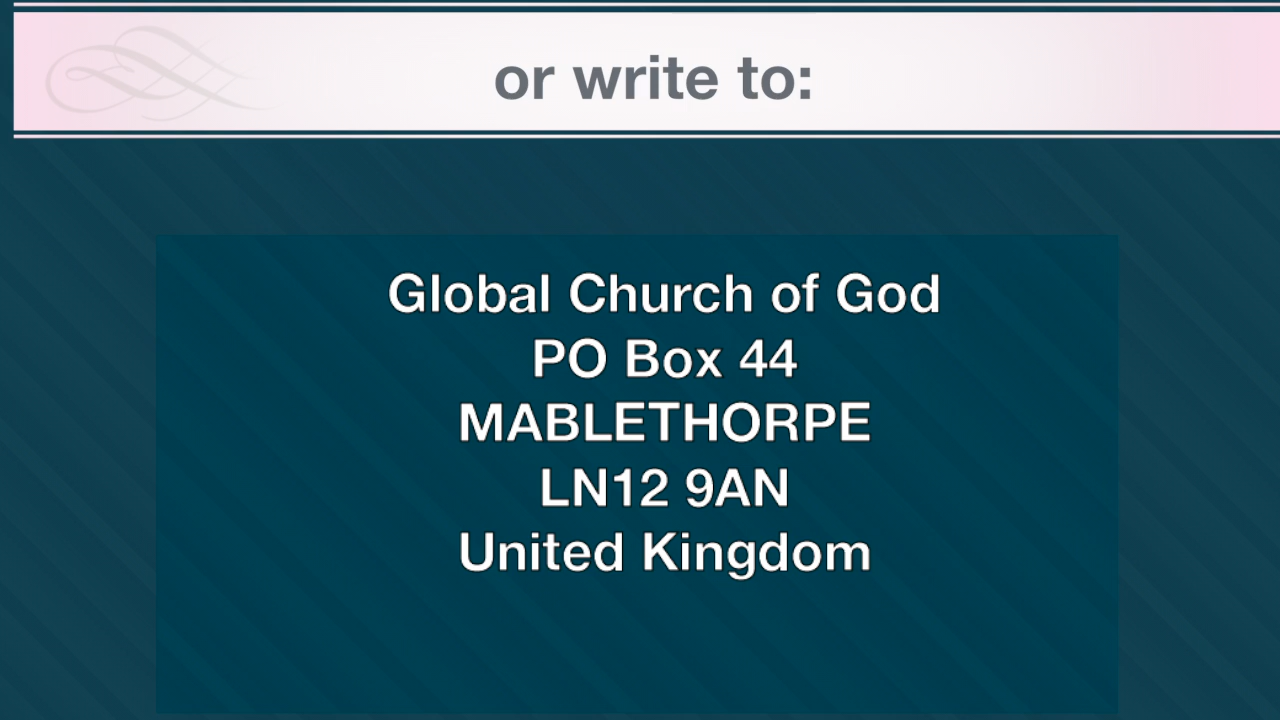 or write to:
Global Church of God
PO Box 44
MABLETHORPE
LN12 9AN
United Kingdom